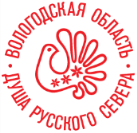 ВОЛОГОДСКАЯ ОБЛАСТЬ
ДУША РУССКОГО СЕВЕРА